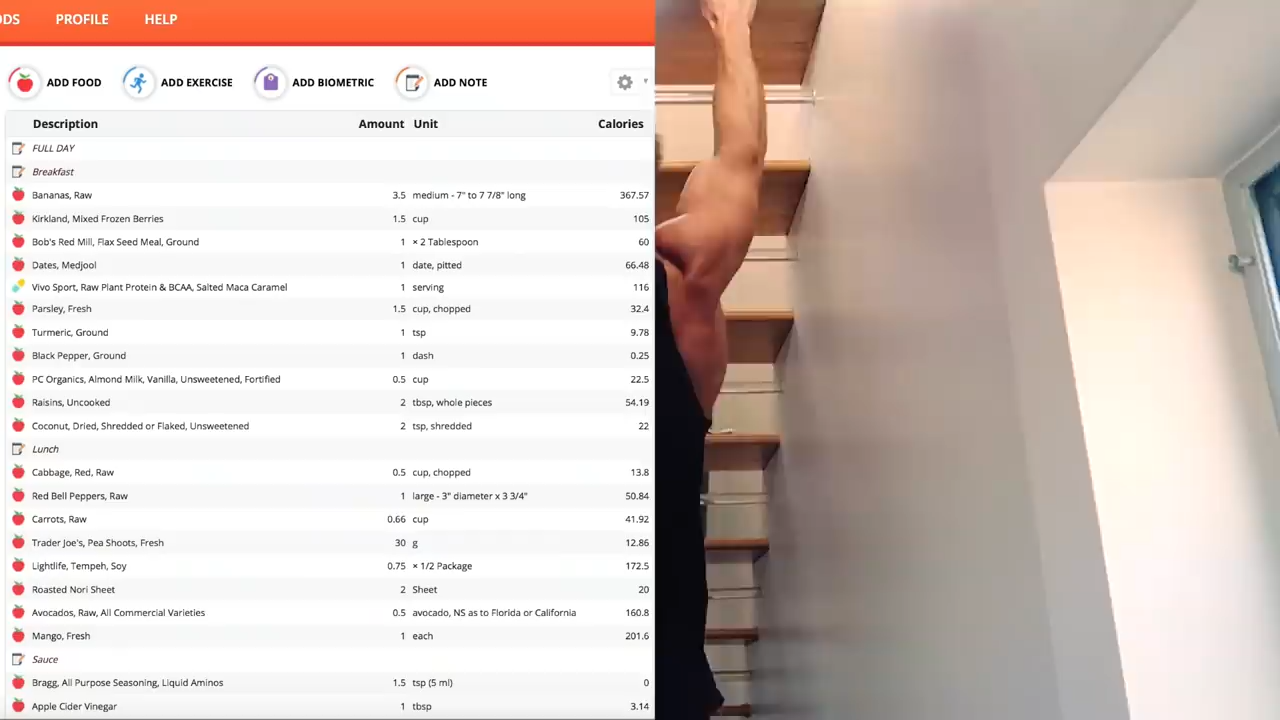 ODS PROFILE HELP
ADD FOOD ADD EXERCISE ADD BIOMETRIC ADD NOTE
Description Amount Unit Calories
FULL DAY
Breakfast
Bananas, Raw 3.5 medium - 7" to 7 7/8" long 367.57
Kirkland, Mixed Frozen Berries 1.5 cup 105
Bob's Red Mill, Flax Seed Meal, Ground 1 × 2 Tablespoon 60
Dates, Medjool 1 date, pitted 66.48
Vivo Sport, Raw Plant Protein & BCAA, Salted Maca Caramel 1 serving 116
Parsley, Fresh 1.5 cup, chopped 32.4
Turmeric, Ground 1 tsp 9.78
Black Pepper, Ground 1 dash 0.25
PC Organics, Almond Milk, Vanilla, Unsweetened, Fortified 0.5 cup 22.5
Raisins, Uncooked 2 tbsp, whole pieces 54.19
Coconut, Dried, Shredded or Flaked, Unsweetened 2 tsp, shredded 22
Lunch
Cabbage, Red, Raw 0.5 cup, chopped 13.8
Red Bell Peppers, Raw 1 large - 3" diameter x 3 3/4" 50.84
Carrots, Raw 0.66 cup 41.92
Trader Joe's, Pea Shoots, Fresh 30 g 12.86
Lightlife, Tempeh, Soy 0.75 × 1/2 Package 172.5
Roasted Nori Sheet 2 Sheet 20
Avocados, Raw, All Commercial Varieties 0.5 avocado, NS as to Florida or California 160.8
Mango, Fresh 1 each 201.6
Sauce
Bragg, All Purpose Seasoning, Liquid Aminos 1.5 tsp (5 ml) 0
Apple Cider Vinegar 1 tbsp 3.14